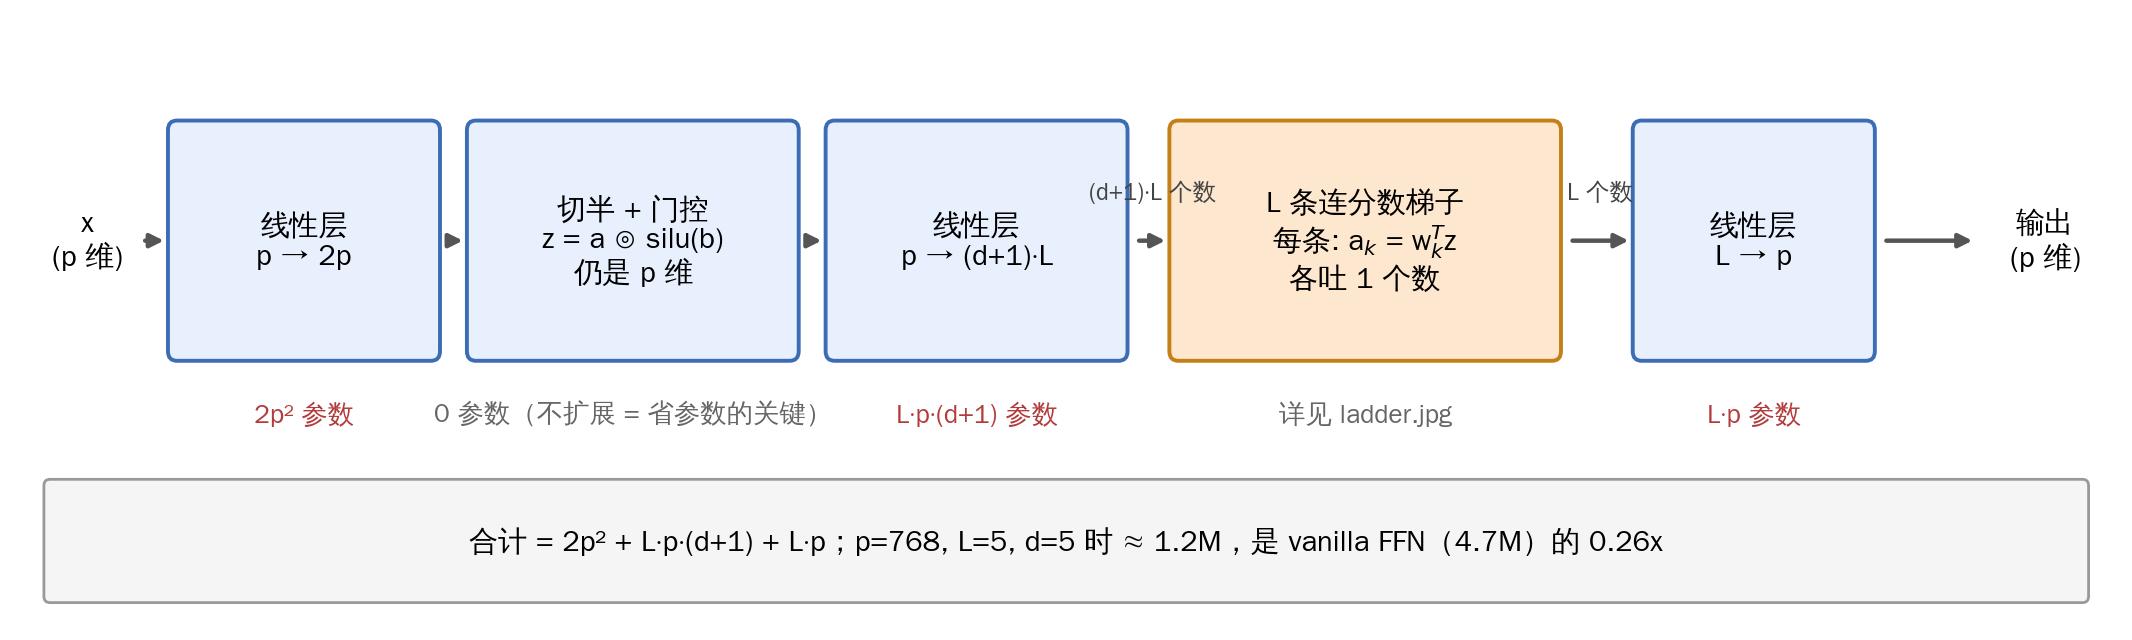 x
(p 维)
线性层
p → 2p
切半 + 门控
z = a ⊙ silu(b)
仍是 p 维
线性层
p → (d+1)·L
(d+1)·L 个数
L 条连分数梯子
每条: aₖ = wₖᵀz
各吐 1 个数
L 个数
线性层
L → p
输出
(p 维)
2p² 参数
0 参数（不扩展 = 省参数的关键）
L·p·(d+1) 参数
详见 ladder.jpg
L·p 参数
合计 = 2p² + L·p·(d+1) + L·p；p=768, L=5, d=5 时 ≈ 1.2M，是 vanilla FFN（4.7M）的 0.26x